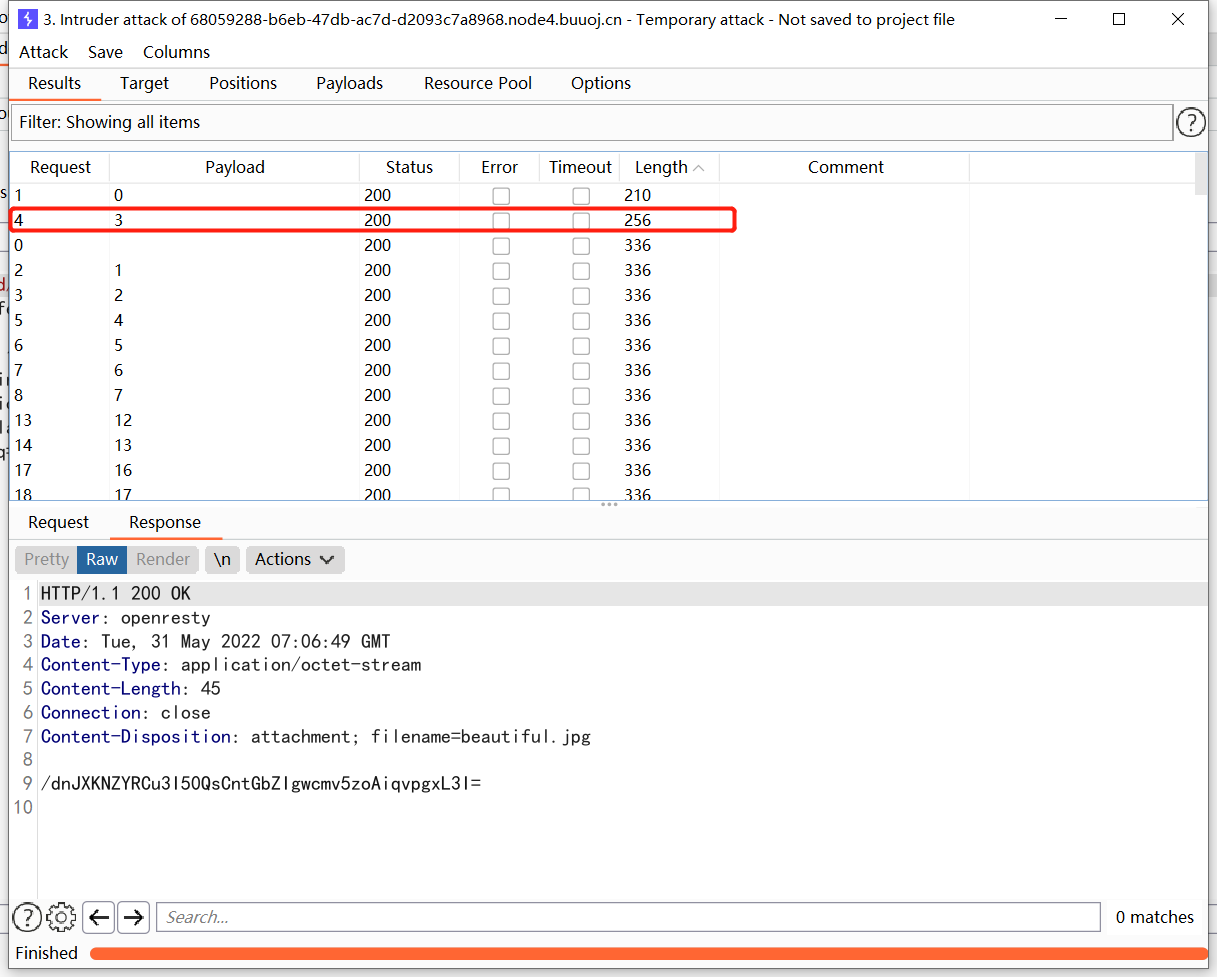 3. Intruder attack of 68059288-b6eb-47db-ac7d-d2093c7a8968.node4.buuoj.cn - Temporary attack - Not saved to project file
Attack Save Columns
Results Target Positions Payloads Resource Pool Options
Filter: Showing all items
?
Request Payload Status Error Timeout Length Comment
1 0 200 210
4 3 200 256
0 200 336
2 1 200 336
3 2 200 336
5 4 200 336
6 5 200 336
7 6 200 336
8 7 200 336
13 12 200 336
14 13 200 336
17 16 200 336
18 17 200 336
Request Response
Pretty Raw Render \n Actions
1 HTTP/1.1 200 OK
2 Server: openresty
3 Date: Tue, 31 May 2022 07:06:49 GMT
4 Content-Type: application/octet-stream
5 Content-Length: 45
6 Connection: close
7 Content-Disposition: attachment; filename=beautiful.jpg
8
9
10
? Search... 0 matches
Finished